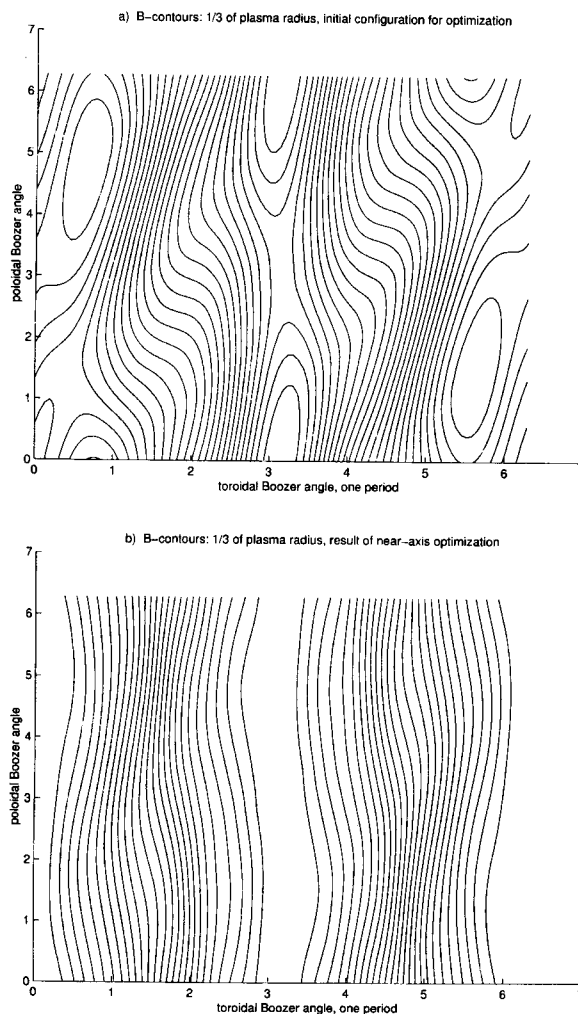 a) B-contours: 1/3 of plasma radius, initial configuration for optimization
7
6
5
4
3
2
1
0
poloidal Boozer angle
0 1 2 3 4 5 6
toroidal Boozer angle, one period
b) B-contours: 1/3 of plasma radius, result of near-axis optimization
7
6
5
4
3
2
1
0
poloidal Boozer angle
0 1 2 3 4 5 6
toroidal Boozer angle, one period